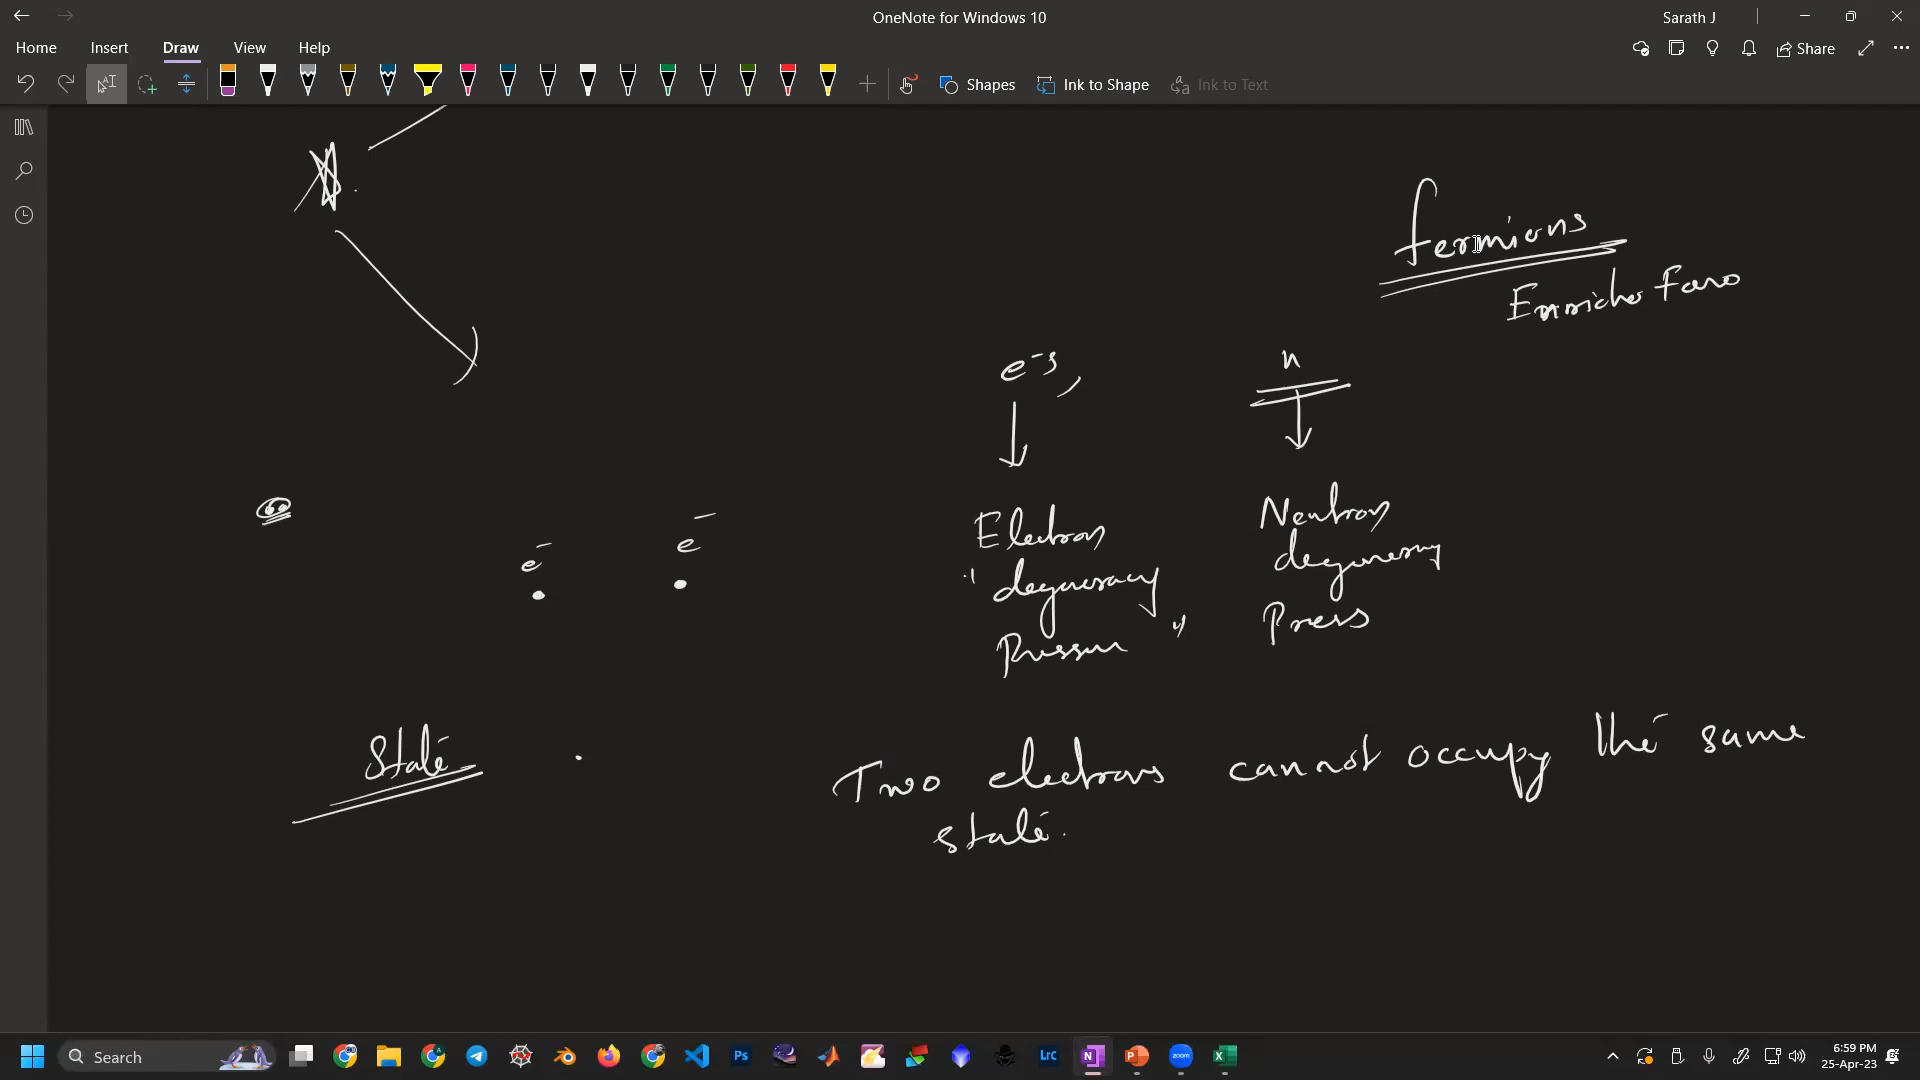 OneNote for Windows 10
Sarath J
Home Insert Draw View Help
Share
Shapes Ink to Shape Ink to Text
fermions
e⁻s, n
Electron
degeneracy
Pressure
Neutron
degeneracy
Press
e⁻ e⁻
State
Two electrons cannot occupy the same
state.
Search
6:59 PM
25-Apr-23